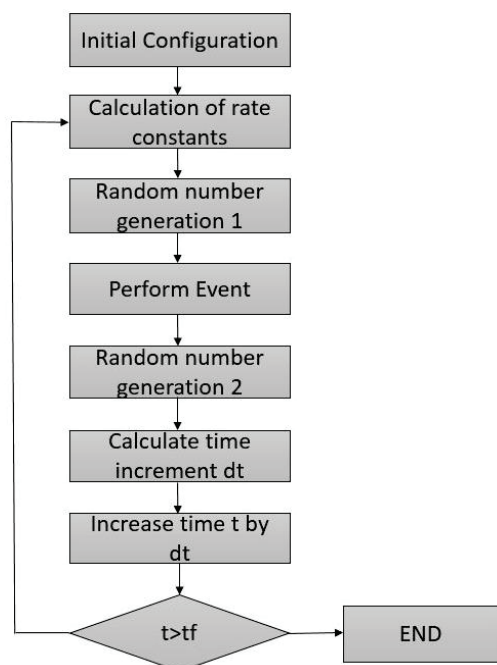 Initial Configuration
Calculation of rate
constants
Random number
generation 1
Perform Event
Random number
generation 2
Calculate time
increment dt
Increase time t by
dt
t>tf
END